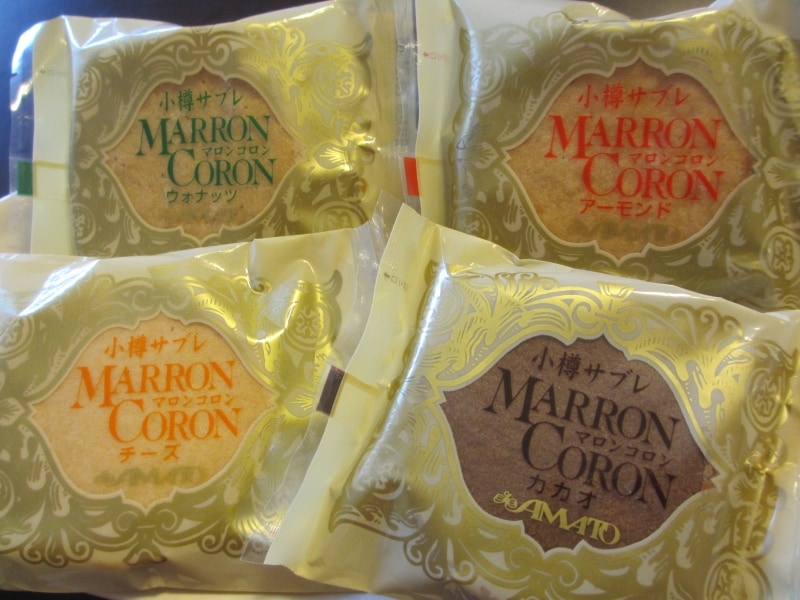 小樽サブレ
MARRON
マロンコロン
CORON
ウォナッツ
小樽サブレ
MARRON
マロンコロン
CORON
アーモンド
AMATO
小樽サブレ
MARRON
マロンコロン
CORON
チーズ
AMATO
小樽サブレ
MARRON
マロンコロン
CORON
カカオ
AMATO